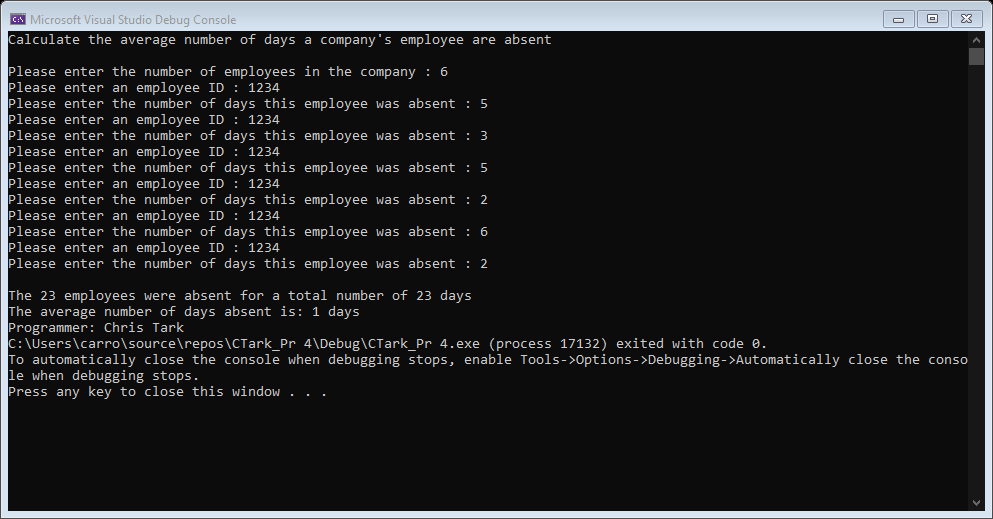 Microsoft Visual Studio Debug Console
Calculate the average number of days a company's employee are absent
Please enter the number of employees in the company : 6
Please enter an employee ID : 1234
Please enter the number of days this employee was absent : 5
Please enter an employee ID : 1234
Please enter the number of days this employee was absent : 3
Please enter an employee ID : 1234
Please enter the number of days this employee was absent : 5
Please enter an employee ID : 1234
Please enter the number of days this employee was absent : 2
Please enter an employee ID : 1234
Please enter the number of days this employee was absent : 6
Please enter an employee ID : 1234
Please enter the number of days this employee was absent : 2
The 23 employees were absent for a total number of 23 days
The average number of days absent is: 1 days
Programmer: Chris Tark
C:\Users\carro\source\repos\CTark_Pr 4\Debug\CTark_Pr 4.exe (process 17132) exited with code 0.
To automatically close the console when debugging stops, enable Tools->Options->Debugging->Automatically close the conso
le when debugging stops.
Press any key to close this window . . .